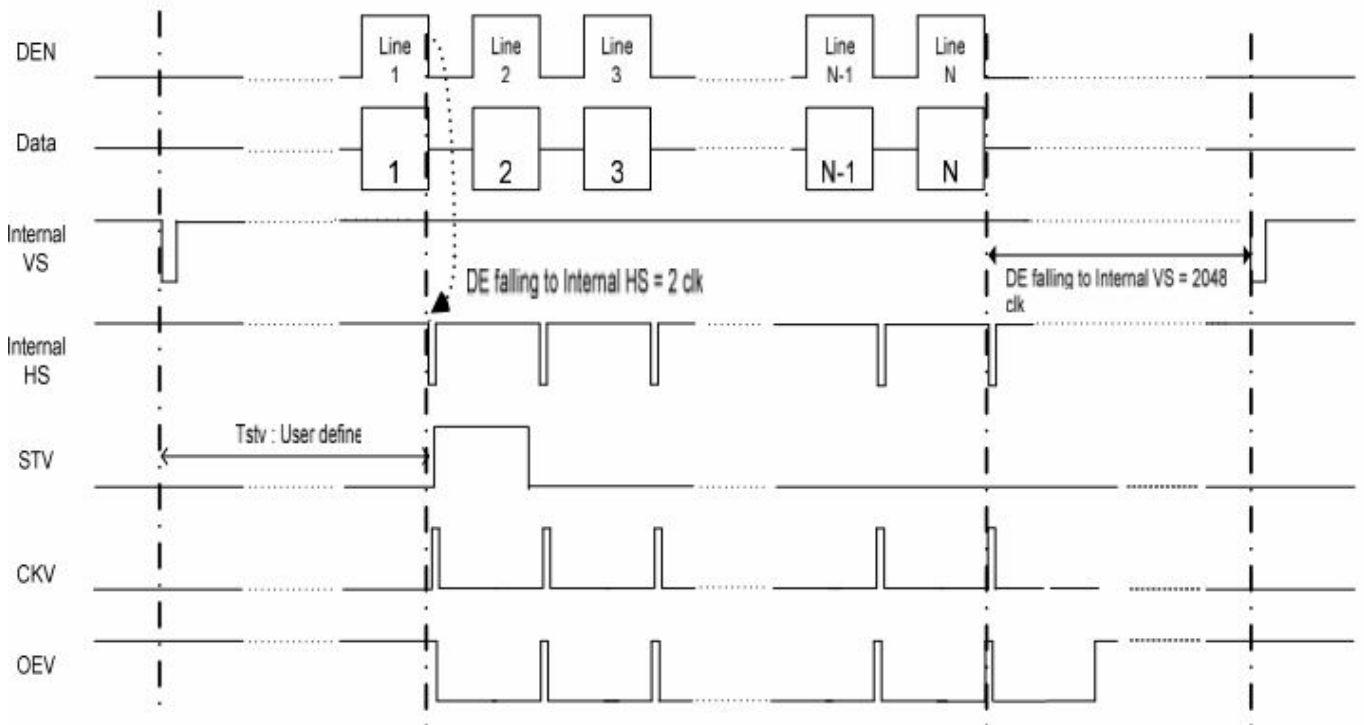 DEN
Line
1
Line
2
Line
3
Line
N-1
Line
N
Data
1
2
3
N-1
N
Internal
VS
DE falling to Internal HS = 2 clk
DE falling to Internal VS = 2048
clk
Internal
HS
Tstv : User define
STV
CKV
OEV